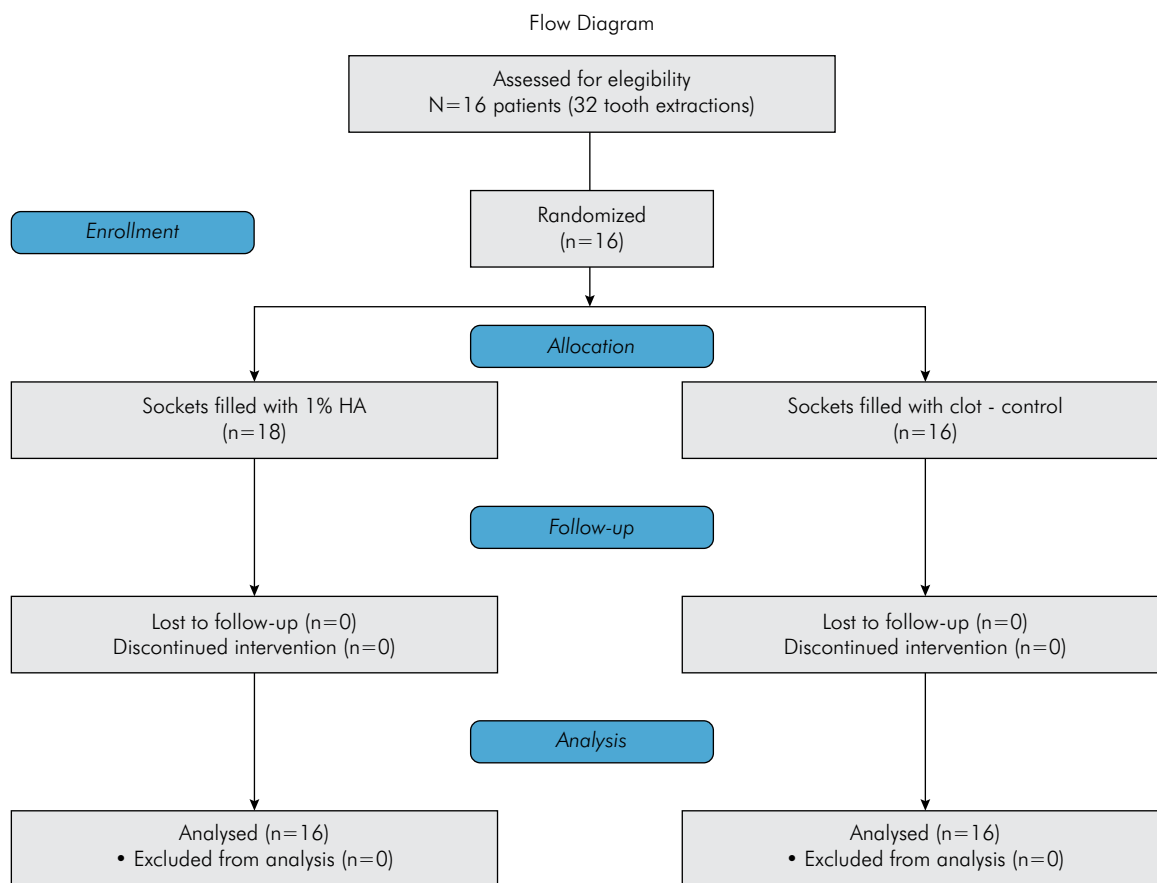 Flow Diagram
Assessed for elegibility
N=16 patients (32 tooth extractions)
Enrollment
Randomized
(n=16)
Allocation
Sockets filled with 1% HA
(n=18)
Sockets filled with clot - control
(n=16)
Follow-up
Lost to follow-up (n=0)
Discontinued intervention (n=0)
Lost to follow-up (n=0)
Discontinued intervention (n=0)
Analysis
Analysed (n=16)
• Excluded from analysis (n=0)
Analysed (n=16)
• Excluded from analysis (n=0)